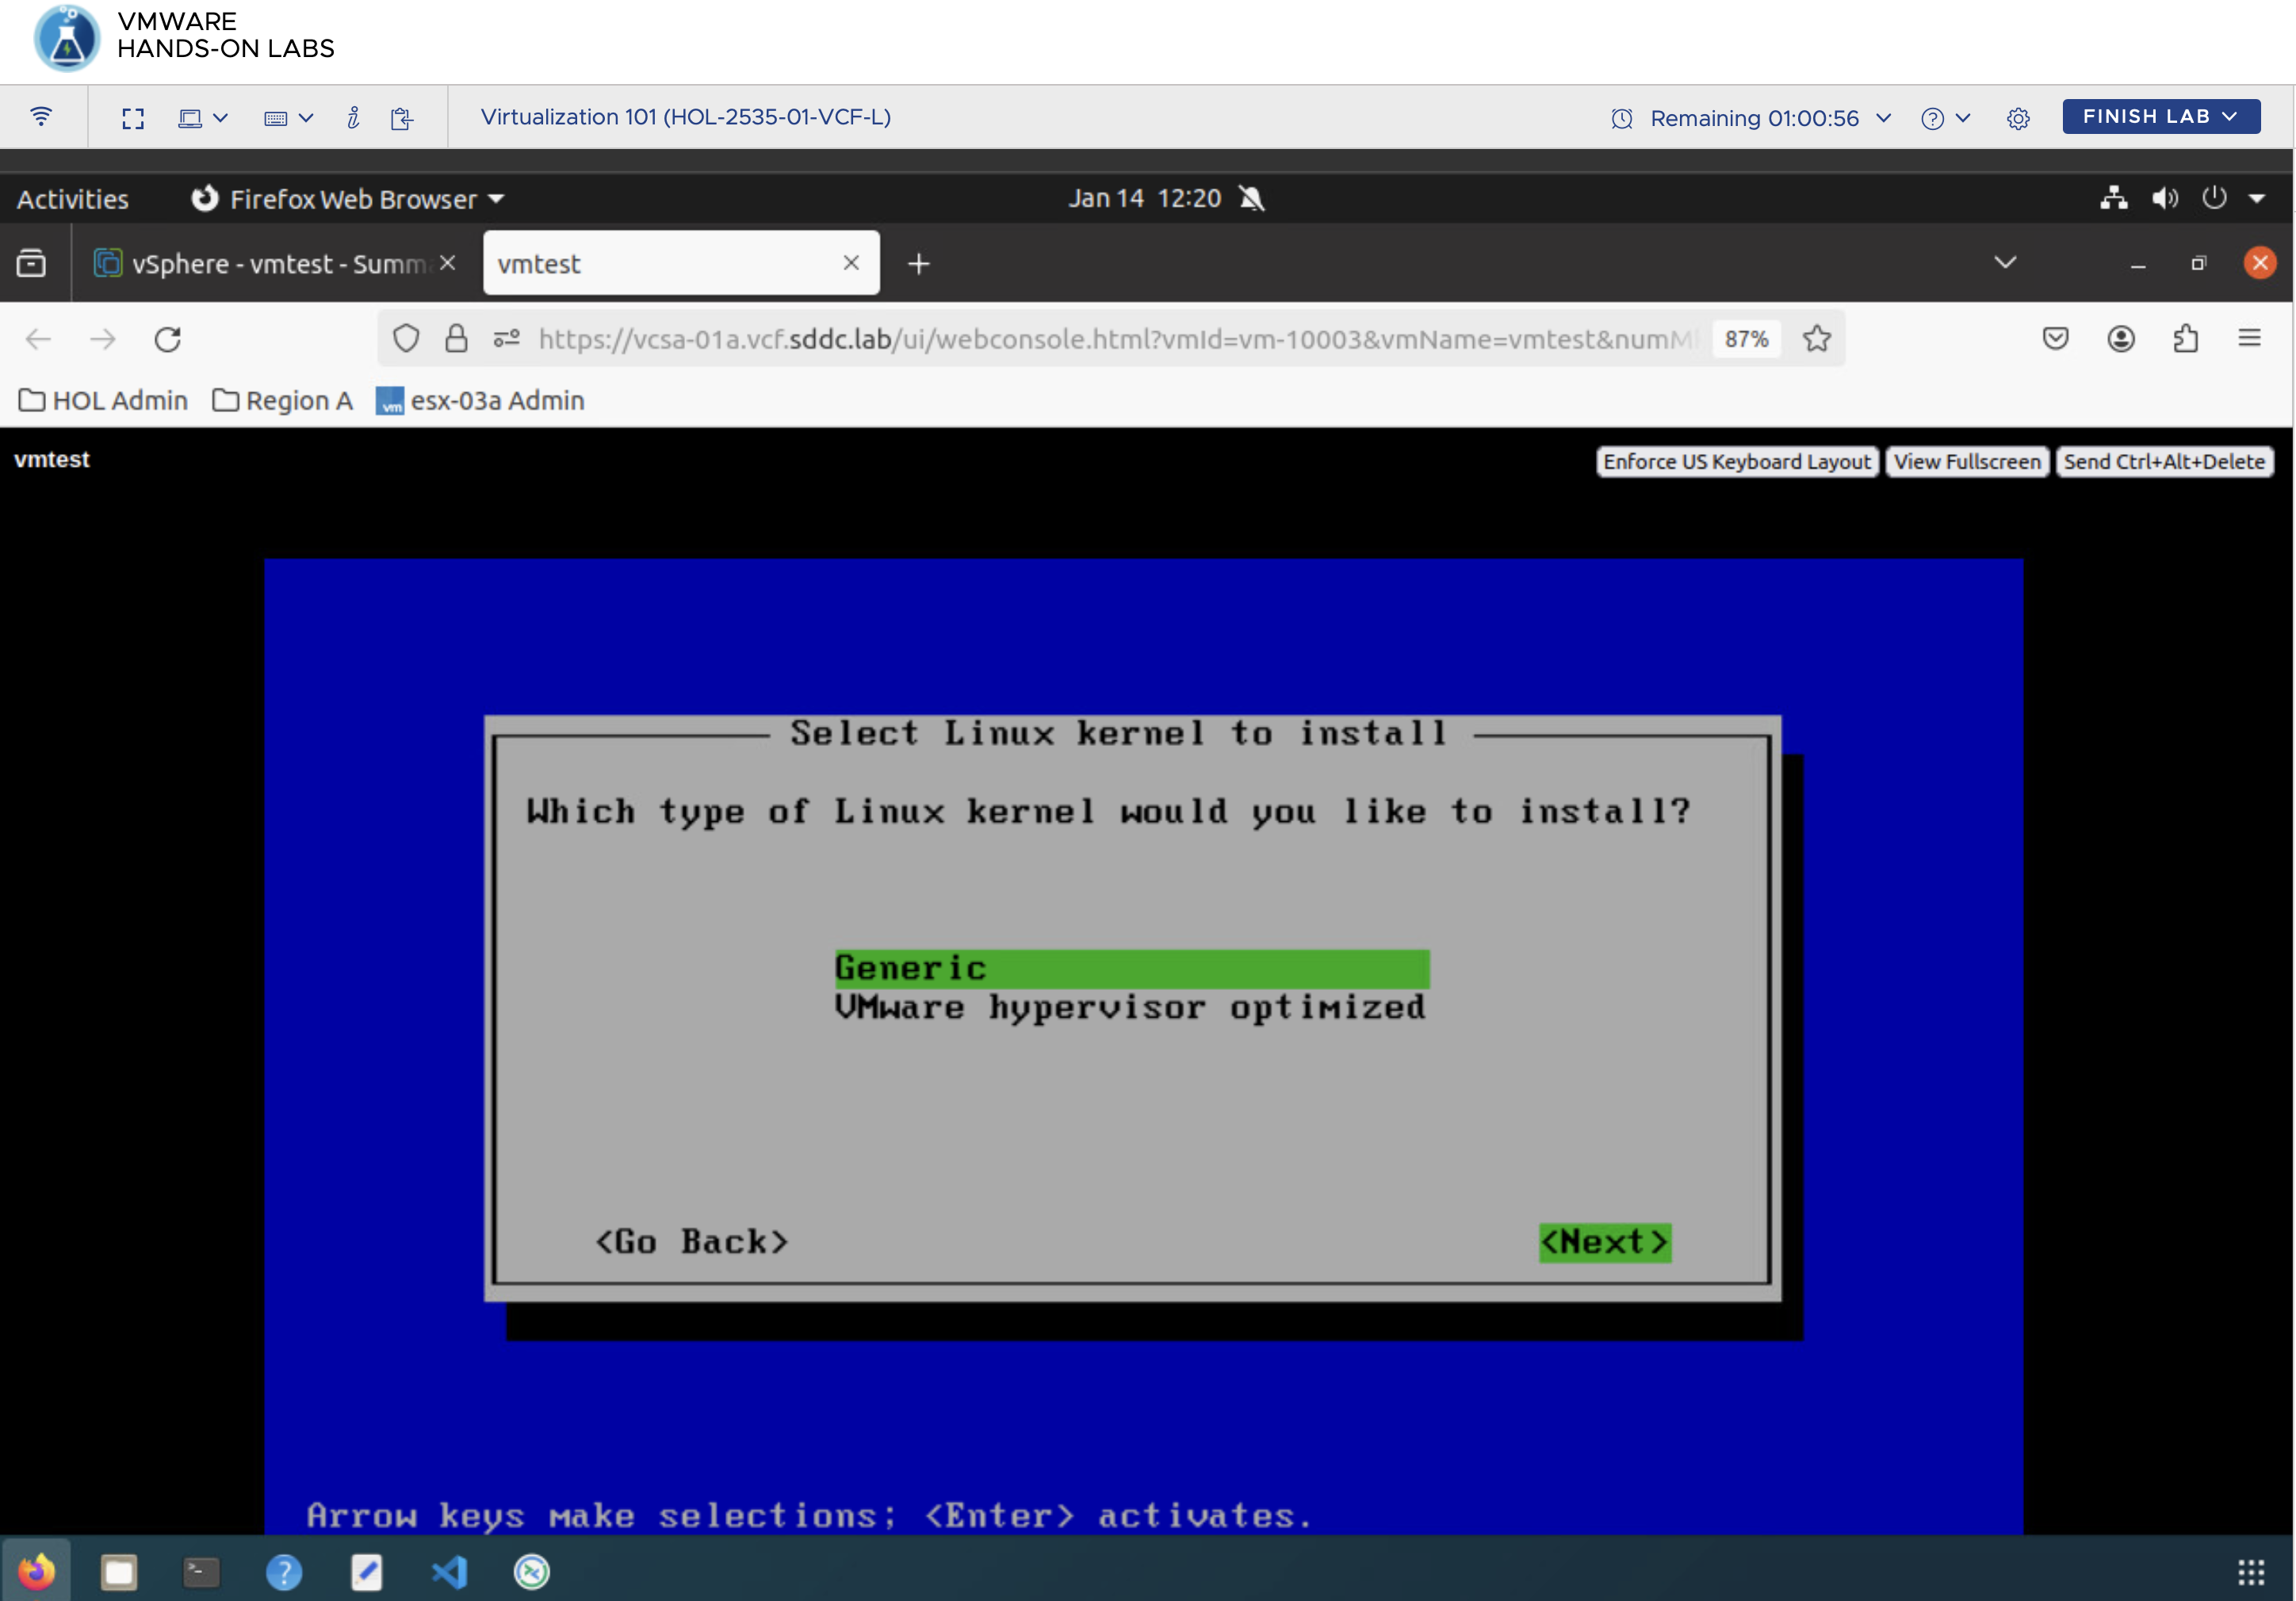 VMWARE
HANDS-ON LABS
Virtualization 101 (HOL-2535-01-VCF-L)
Remaining 01:00:56
FINISH LAB
Activities
Firefox Web Browser
Jan 14 12:20
vSphere - vmtest - Summ
vmtest
https://vcsa-01a.vcf.sddc.lab/ui/webconsole.html?vmId=vm-10003&vmName=vmtest&numM
87%
HOL Admin
Region A
vm
esx-03a Admin
vmtest
Enforce US Keyboard Layout
View Fullscreen
Send Ctrl+Alt+Delete
Select Linux kernel to install
Which type of Linux kernel would you like to install?
Generic
VMware hypervisor optimized
<Go Back>
<Next>
Arrow keys make selections; <Enter> activates.